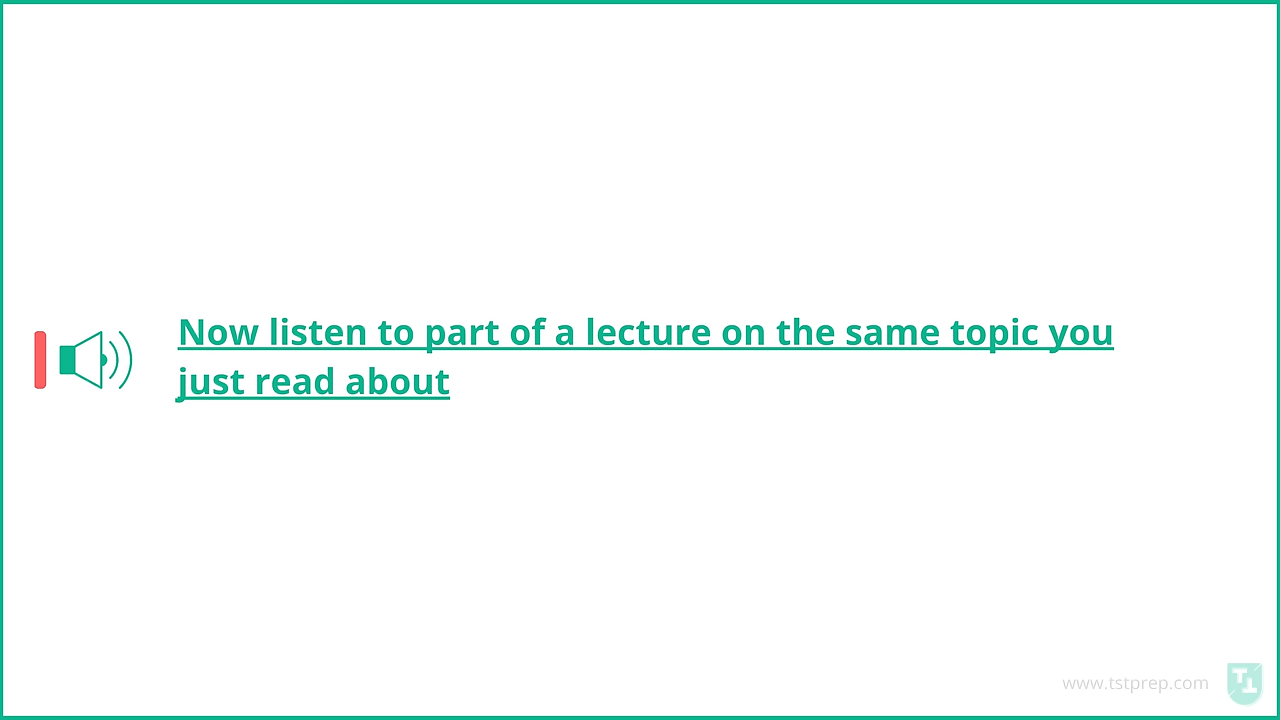 Now listen to part of a lecture on the same topic you
just read about
www.tstprep.com